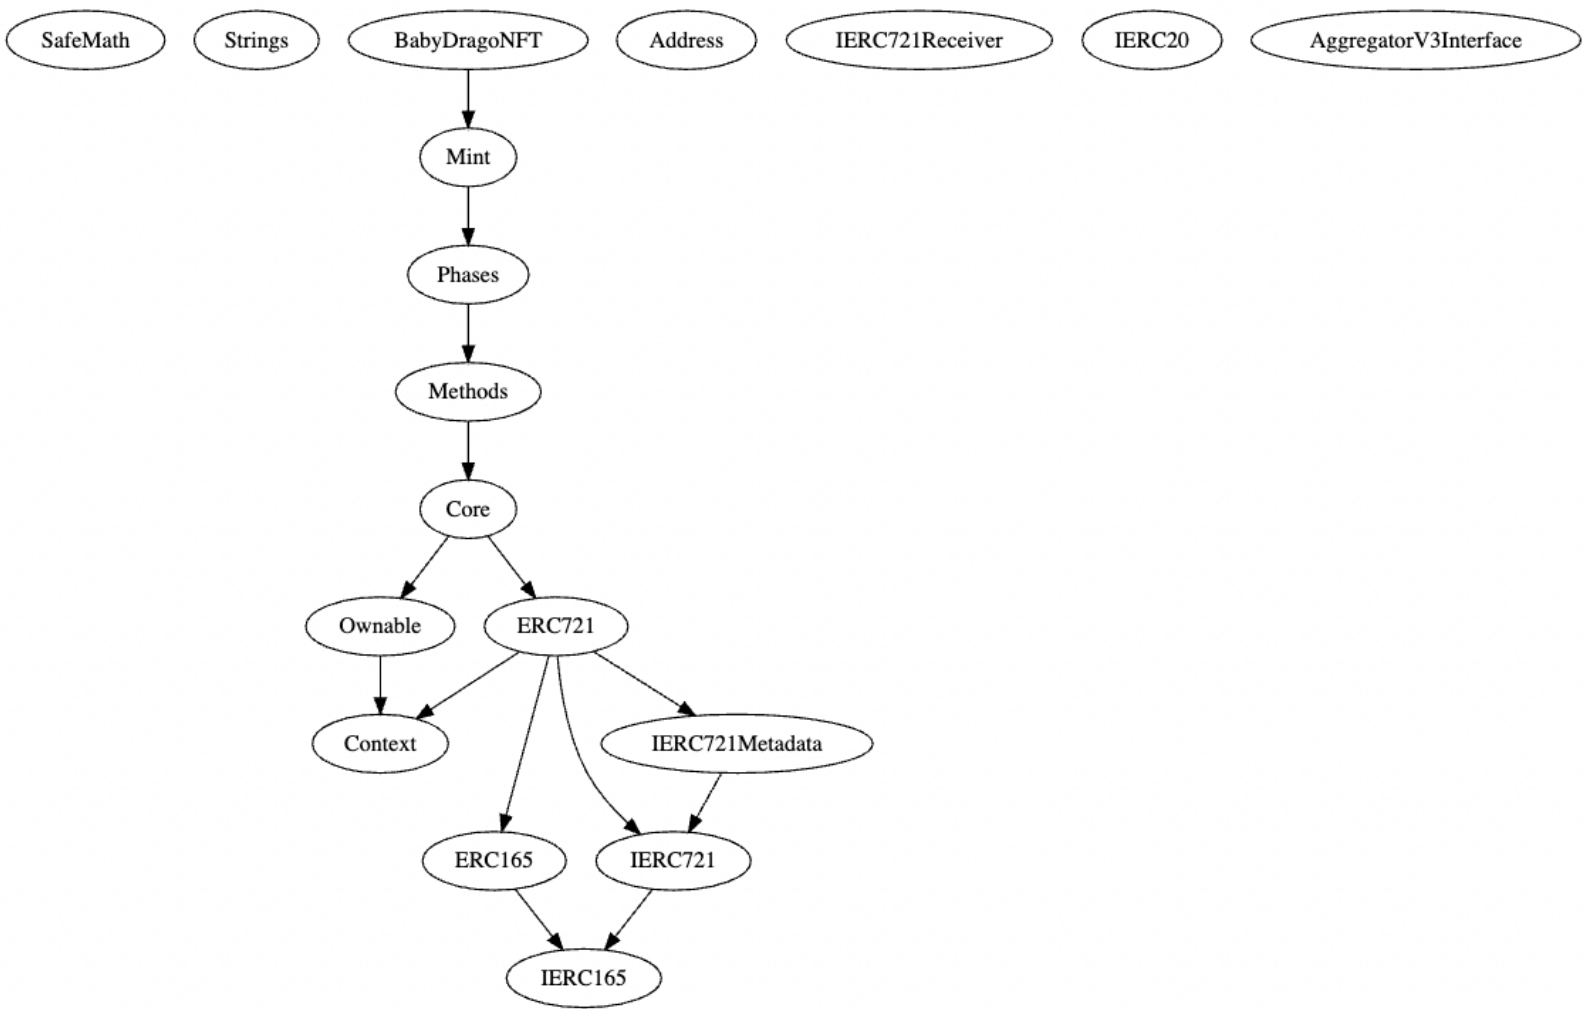 SafeMath
Strings
BabyDragoNFT
Address
IERC721Receiver
IERC20
AggregatorV3Interface
Mint
Phases
Methods
Core
Ownable
ERC721
Context
IERC721Metadata
ERC165
IERC721
IERC165